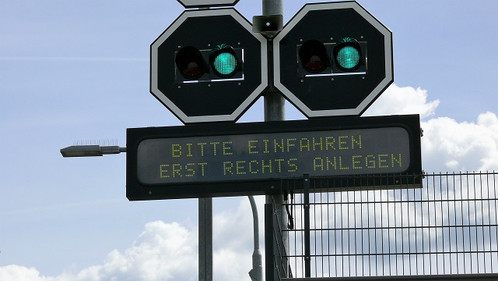 BITTE EINFAHREN
ERST RECHTS ANLEGEN